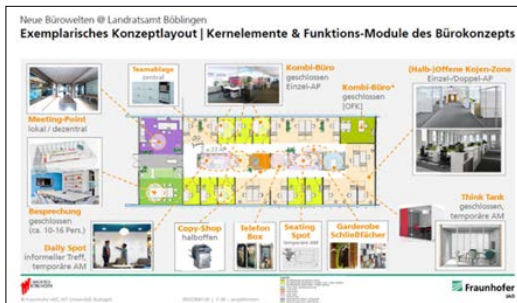 Neue Bürowelten @ Landratsamt Böblingen
Exemplarisches Konzeptlayout | Kernelemente & Funktions-Module des Bürokonzepts
Teamablage
zentral
Kombi-Büro
geschlossen
Einzel-AP
Kombi-Büro*
geschlossen
[OFK]
(Halb-)Offene Kojen-Zone
Einzel-/Doppel-AP
Meeting-Point
lokal / dezentral
Besprechung
geschlossen
(ca. 10-16 Pers.)
Daily Spot
informeller Treff,
temporäre AM
Copy-Shop
halboffen
Telefon
Box
Seating
Spot
temporäre AM
Garderobe
Schließfächer
Think Tank
geschlossen,
temporäre AM
Fraunhofer
IAO